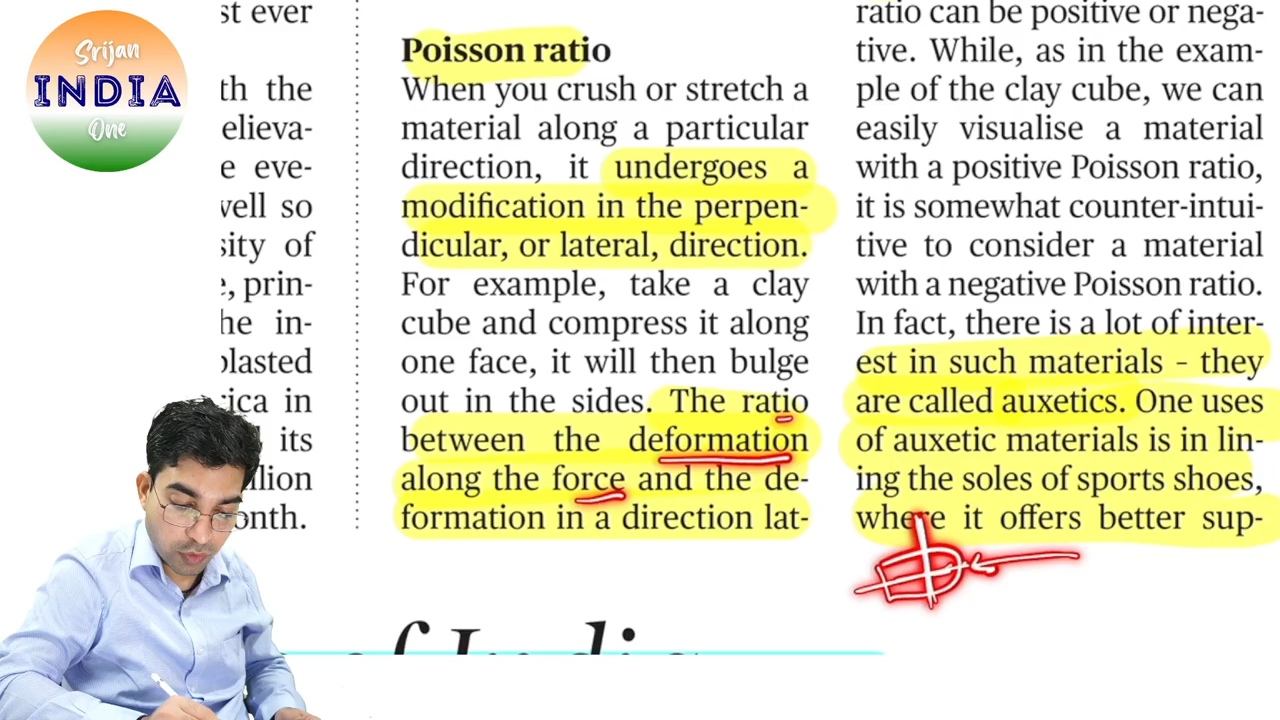 Srijan
INDIA
One
st ever
th the
elieva-
e eve-
well so
sity of
e, prin-
he in-
plasted
rica in
its
illion
onth.
Poisson ratio
When you crush or stretch a
material along a particular
direction, it undergoes a
modification in the perpen-
dicular, or lateral, direction.
For example, take a clay
cube and compress it along
one face, it will then bulge
out in the sides. The ratio
between the deformation
along the force and the de-
formation in a direction lat-
ratio can be positive or nega-
tive. While, as in the exam-
ple of the clay cube, we can
easily visualise a material
with a positive Poisson ratio,
it is somewhat counter-intui-
tive to consider a material
with a negative Poisson ratio.
In fact, there is a lot of inter-
est in such materials – they
are called auxetics. One uses
of auxetic materials is in lin-
ing the soles of sports shoes,
where it offers better sup-
of India